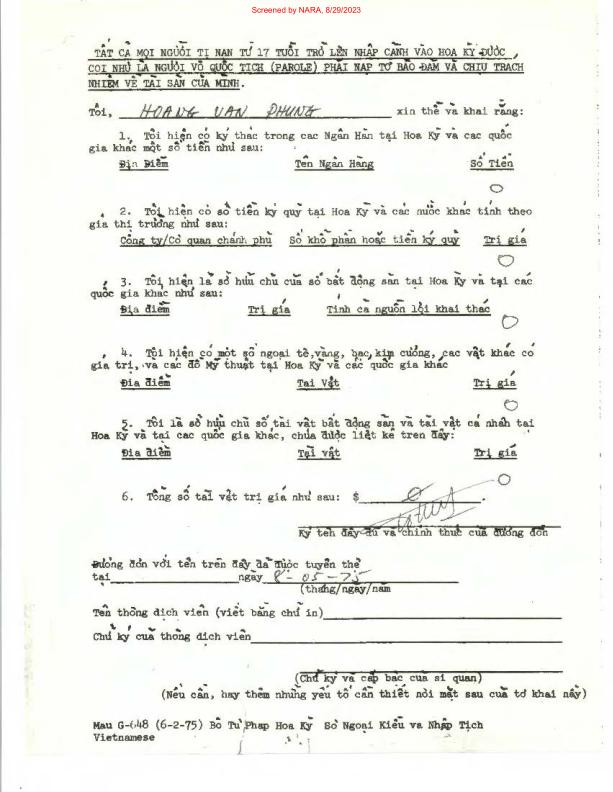 Screened by NARA, 8/29/2023
TẤT CẢ MỌI NGƯỜI TỊ NẠN TỪ 17 TUỔI TRỞ LÊN NHẬP CẢNH VÀO HOA KỲ ĐƯỢC
COI NHƯ LÀ NGƯỜI VÔ QUỐC TỊCH (PAROLE) PHẢI NẠP TỜ BẢO ĐẢM VÀ CHỊU TRÁCH
NHIỆM VỀ TÀI SẢN CỦA MÌNH.
Tôi, HOANG VAN PHUNG xin thề và khai rằng:
1. Tôi hiện có ký thác trong các Ngân Hàn tại Hoa Kỳ và các quốc
gia khác một số tiền như sau:
Địa Điểm Tên Ngân Hàng Số Tiền
O
2. Tôi hiện có số tiền ký quỹ tại Hoa Kỳ và các nước khác tính theo
gía thị trường như sau:
Công ty/Cơ quan chánh phủ Số khổ phần hoặc tiền ký quỹ Trị giá
O
3. Tôi hiện là sở hữu chủ của số bất động sản tại Hoa Kỳ và tại các
quốc gia khác như sau:
Địa điểm Trị giá Tính cả nguồn lợi khai thác
O
4. Tôi hiện có một số ngoại tệ, vàng, bạc, kim cương, các vật khác có
gía trị, và các đồ Mỹ thuật tại Hoa Kỳ và các quốc gia khác
Địa điểm Tài Vật Trị giá
O
5. Tôi là sở hữu chủ số tài vật bất động sản và tài vật cá nhân tại
Hoa Kỳ và tại các quốc gia khác, chưa được liệt kê trên đây:
Địa điểm Tài vật Trị giá
O
6. Tổng số tài vật trị giá như sau: $ O.
Ký tên đầy đủ và chính thức của đương đơn
Đương đơn với tên trên đây đã được tuyên thệ
tại ngày 8-05-75
(tháng/ngày/năm
Tên thông dịch viên (viết bằng chữ in)
Chữ ký của thông dịch viên
(Chữ ký và cấp bậc của sĩ quan)
(Nếu cần, hãy thêm những yếu tố cần thiết nơi mặt sau của tờ khai nầy)
Mẫu G-648 (6-2-75) Bộ Tư Pháp Hoa Kỳ Sở Ngoại Kiều và Nhập Tịch
Vietnamese